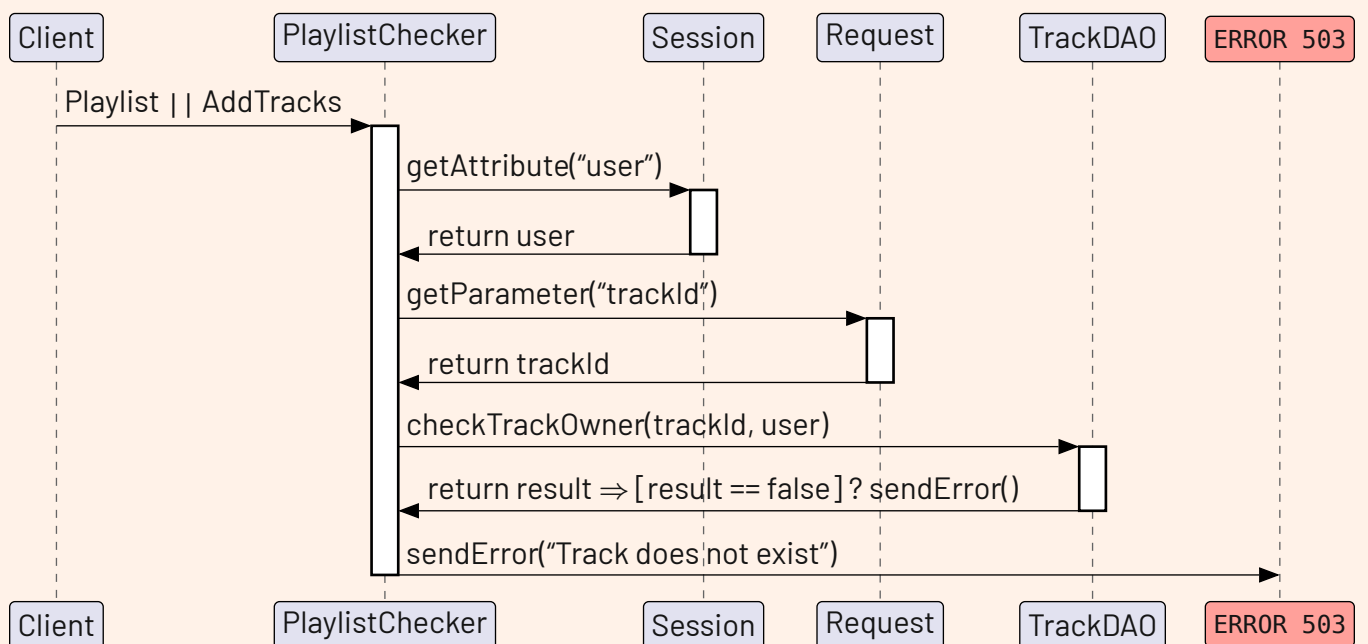 Client PlaylistChecker Session Request TrackDAO ERROR 503
Playlist || AddTracks
getAttribute(“user”)
return user
getParameter(“trackId”)
return trackId
checkTrackOwner(trackId, user)
return result ⇒ [result == false] ? sendError()
sendError(“Track does not exist”)
Client PlaylistChecker Session Request TrackDAO ERROR 503